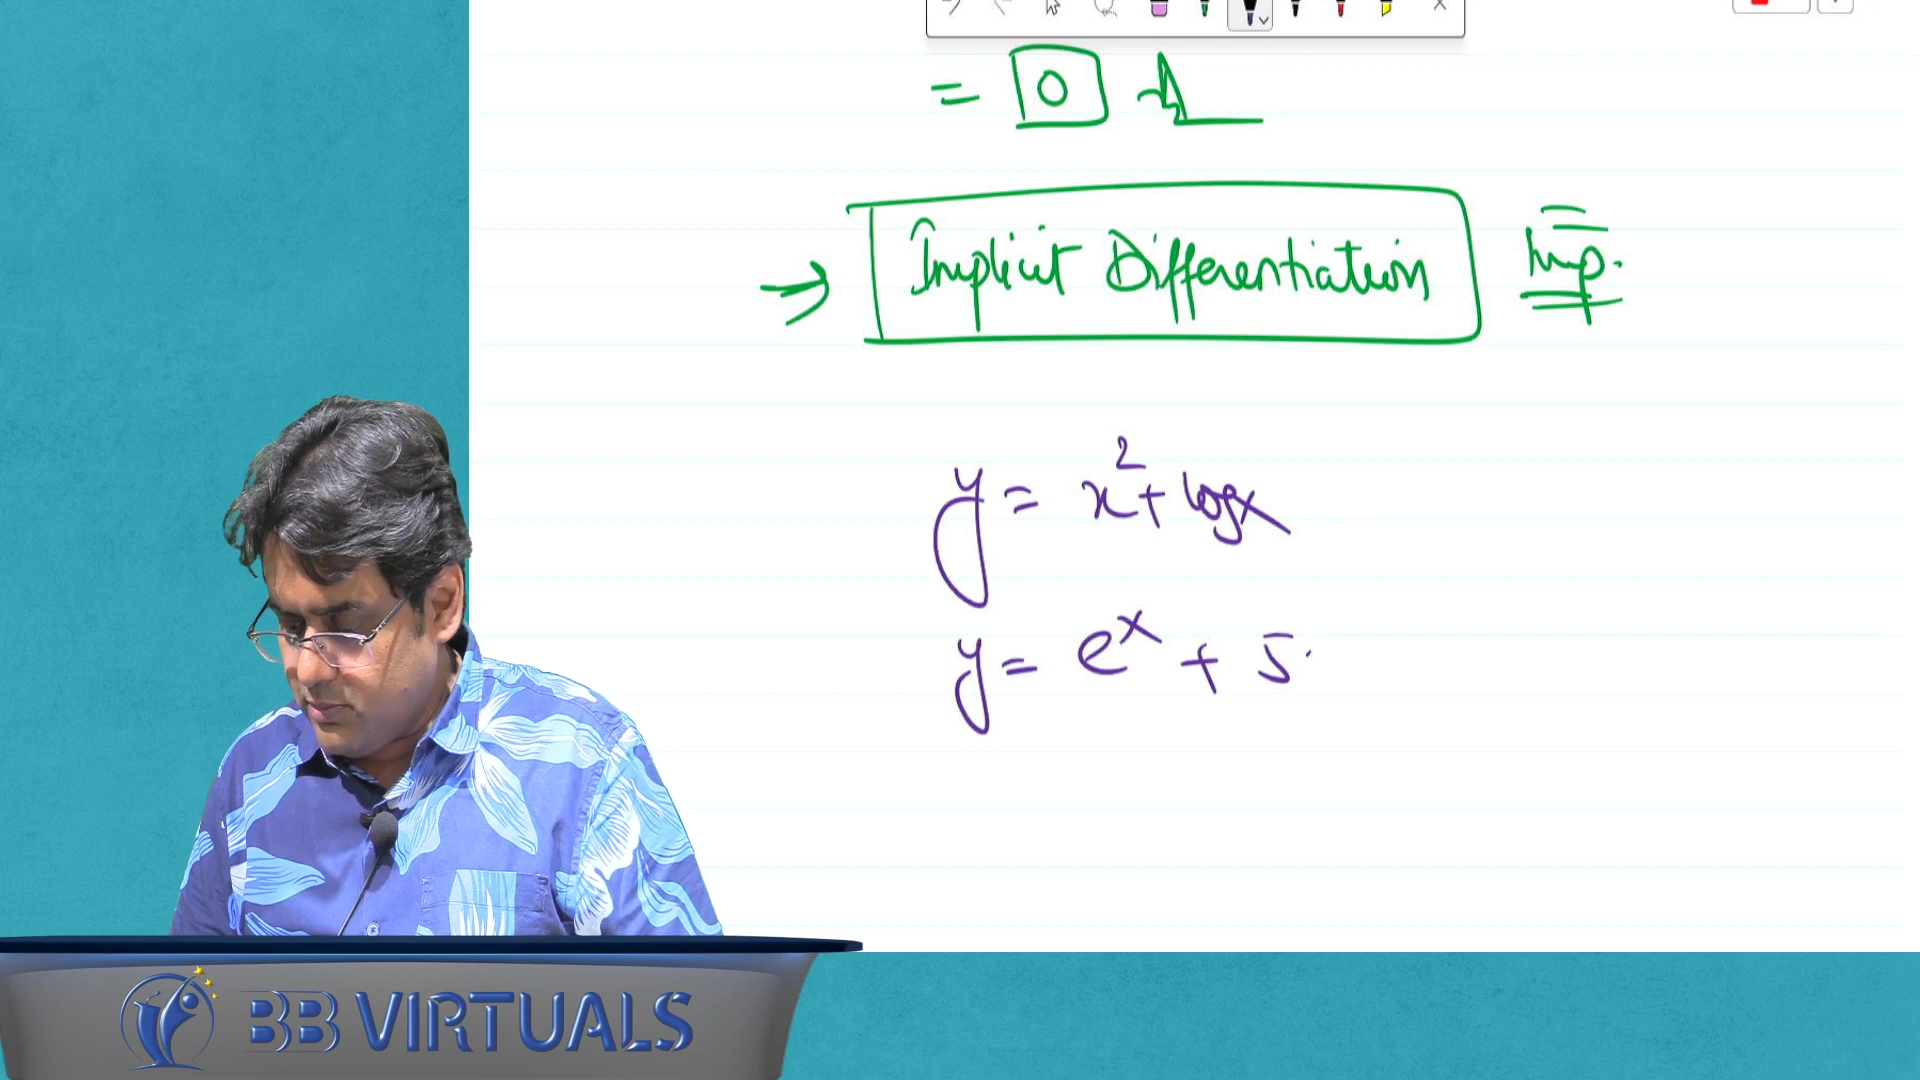 = 0
→ Implicit Differentiation Imp.
y = x² + logx
y = eˣ + 5.
BB VIRTUALS